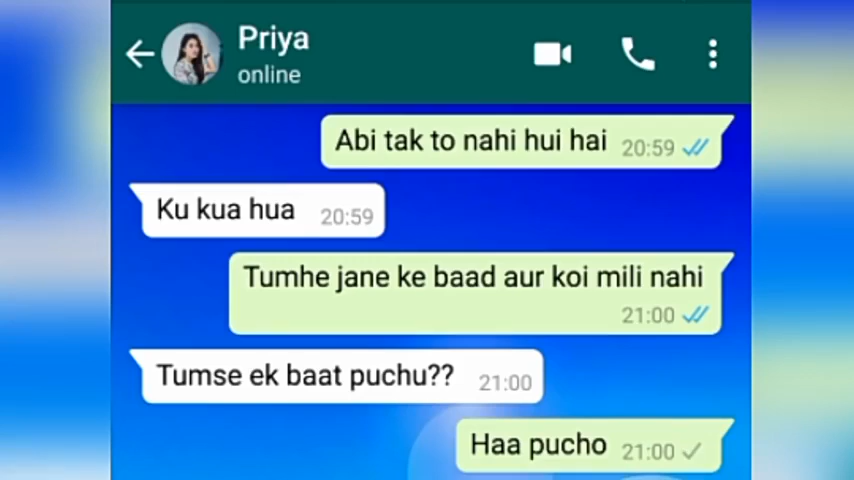 Priya
online
Abi tak to nahi hui hai 20:59
Ku kua hua 20:59
Tumhe jane ke baad aur koi mili nahi
21:00
Tumse ek baat puchu?? 21:00
Haa pucho 21:00